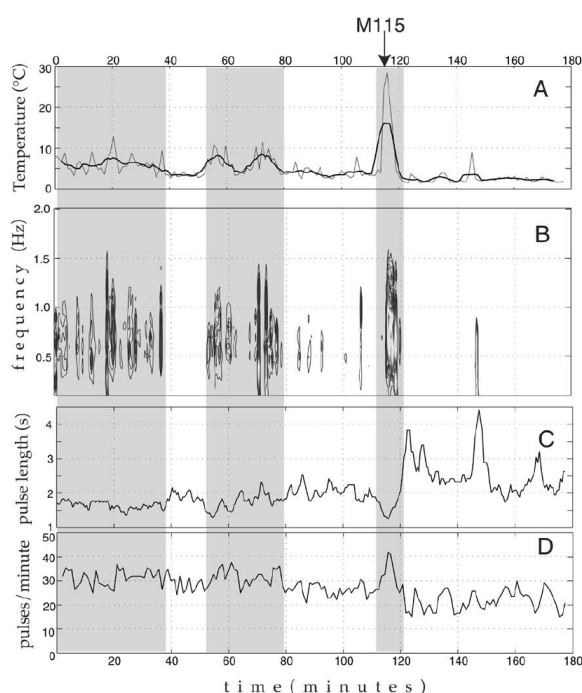 M115
0 20 40 60 80 100 120 140 160 180
Temperature (°C)
30
20
10
0
A
frequency (Hz)
2.0
1.5
1.0
0.5
B
pulse length (s)
4
3
2
1
C
pulses/minute
50
40
30
20
10
0
D
0 20 40 60 80 100 120 140 160 180
time (minutes)